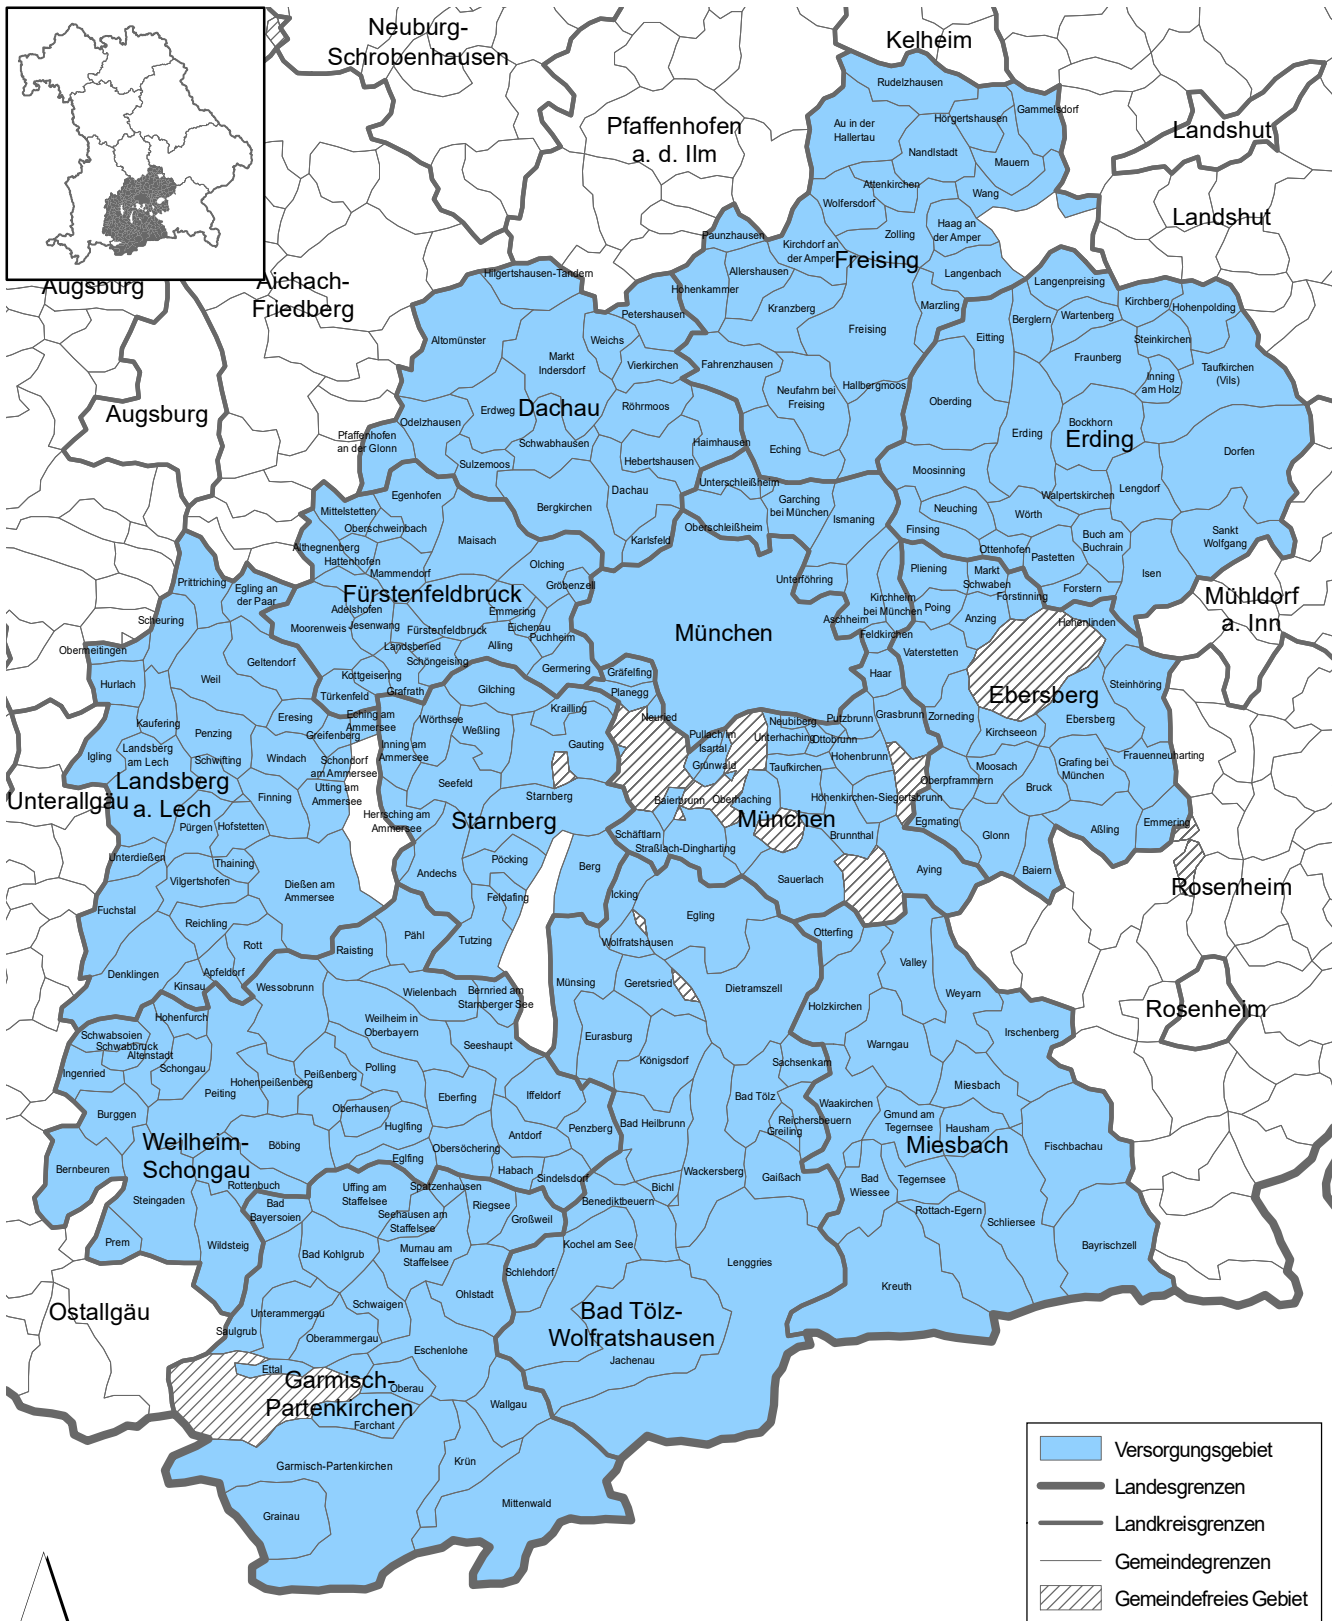 Neuburg-
Schrobenhausen
Kelheim
Rudelzhausen
Gammelsdorf
Hörgertshausen
Au in der
Hallertau
Pfaffenhofen
a. d. Ilm
Landshut
Nandlstadt
Mauern
Attenkirchen
Wang
Wolfersdorf
Landshut
Haag an
der Amper
Zolling
Paunzhausen
Kirchdorf an
der Amper
Freising
Allershausen
Langenbach
Hilgertshausen-Tandern
Aichach-
Friedberg
Augsburg
Höhenkammer
Langenpreising
Kirchberg
Hohenpolding
Kranzberg
Marzling
Petershausen
Berglern
Wartenberg
Freising
Altomünster
Weichs
Eitting
Steinkirchen
Markt
Indersdorf
Vierkirchen
Fahrenzhausen
Fraunberg
Taufkirchen
(Vils)
Inning
am Holz
Neufahrn bei
Freising
Hallbergmoos
Oberding
Augsburg
Erdweg
Dachau
Röhrmoos
Odelzhausen
Bockhorn
Erding
Erding
Pfaffenhofen
an der Glonn
Schwabhausen
Haimhausen
Eching
Dorfen
Sulzemoos
Hebertshausen
Moosinning
Unterschleißheim
Dachau
Lengdorf
Egenhofen
Walpertskirchen
Garching
bei München
Mittelstetten
Bergkirchen
Neuching
Wörth
Ismaning
Oberschweinbach
Oberschleißheim
Finsing
Buch am
Buchrain
Sankt
Wolfgang
Maisach
Karlsfeld
Althegnenberg
Ottenhofen
Pastetten
Hattenhofen
Olching
Pliening
Markt
Schwaben
Isen
Mammendorf
Gröbenzell
Unterföhring
Prittriching
Forstern
Egling an
der Paar
Fürstenfeldbruck
Kirchheim
bei München
Forstinning
Mühldorf
a. Inn
Adelshofen
Emmering
Poing
Anzing
Scheuring
Moorenweis
Jesenwang
Fürstenfeldbruck
Eichenau
Aschheim
Hohenlinden
Puchheim
München
Feldkirchen
Landsberied
Alling
Obermeitingen
Vaterstetten
Geltendorf
Schöngeising
Germering
Gräfelfing
Haar
Hurlach
Weil
Kottgeisering
Steinhöring
Türkenfeld
Grafrath
Gilching
Planegg
Ebersberg
Krailling
Eresing
Eching am
Ammersee
Wörthsee
Neuried
Neubiberg
Putzbrunn
Grasbrunn
Zorneding
Ebersberg
Kaufering
Penzing
Greifenberg
Weßling
Pullach im
Isartal
Unterhaching
Ottobrunn
Kirchseeon
Igling
Landsberg
am Lech
Schwifting
Windach
Inning am
Ammersee
Gauting
Hohenbrunn
Frauenneuharting
Schondorf
am Ammersee
Grünwald
Taufkirchen
Moosach
Grafing bei
München
Landsberg
a. Lech
Oberpframmern
Seefeld
Utting am
Ammersee
Bruck
Unterallgäu
Finning
Starnberg
Baierbrunn
Oberhaching
Höhenkirchen-Siegertsbrunn
Herrsching am
Ammersee
Starnberg
München
Egmating
Emmering
Pürgen
Hofstetten
Aßling
Schäftlarn
Brunnthal
Glonn
Straßlach-Dingharting
Unterdießen
Thaining
Pöcking
Andechs
Berg
Baiern
Vilgertshofen
Dießen am
Ammersee
Sauerlach
Aying
Rosenheim
Feldafing
Icking
Fuchstal
Egling
Reichling
Pähl
Tutzing
Otterfing
Rott
Raisting
Wolfratshausen
Valley
Denklingen
Apfeldorf
Kinsau
Wessobrunn
Wielenbach
Bernried am
Starnberger See
Münsing
Geretsried
Dietramszell
Weyarn
Holzkirchen
Rosenheim
Hohenfurch
Weilheim in
Oberbayern
Irschenberg
Schwabsoien
Schwabbruck
Altenstadt
Seeshaupt
Eurasburg
Warngau
Königsdorf
Sachsenkam
Ingenried
Schongau
Peißenberg
Polling
Hohenpeißenberg
Miesbach
Peiting
Iffeldorf
Eberfing
Bad Tölz
Waakirchen
Oberhausen
Burggen
Gmund am
Tegernsee
Reichersbeuern
Huglfing
Penzberg
Bad Heilbrunn
Greiling
Hausham
Antdorf
Weilheim-
Schongau
Böbing
Obersöchering
Miesbach
Fischbachau
Eglfing
Bernbeuren
Habach
Wackersberg
Gaißach
Sindelsdorf
Bad
Wiessee
Tegernsee
Rottenbuch
Uffing am
Staffelsee
Spatzenhausen
Bichl
Steingaden
Benediktbeuern
Bad
Bayersoien
Riegsee
Rottach-Egern
Seehausen am
Staffelsee
Großweil
Schliersee
Prem
Wildsteig
Kochel am See
Bayrischzell
Bad Kohlgrub
Murnau am
Staffelsee
Lenggries
Schlehdorf
Kreuth
Ohlstadt
Ostallgäu
Schwaigen
Unterammergau
Bad Tölz-
Wolfratshausen
Saulgrub
Oberammergau
Eschenlohe
Jachenau
Ettal
Garmisch-
Partenkirchen
Oberau
Wallgau
Farchant
Garmisch-Partenkirchen
Krün
Mittenwald
Grainau
Versorgungsgebiet
Landesgrenzen
Landkreisgrenzen
Gemeindegrenzen
Gemeindefreies Gebiet